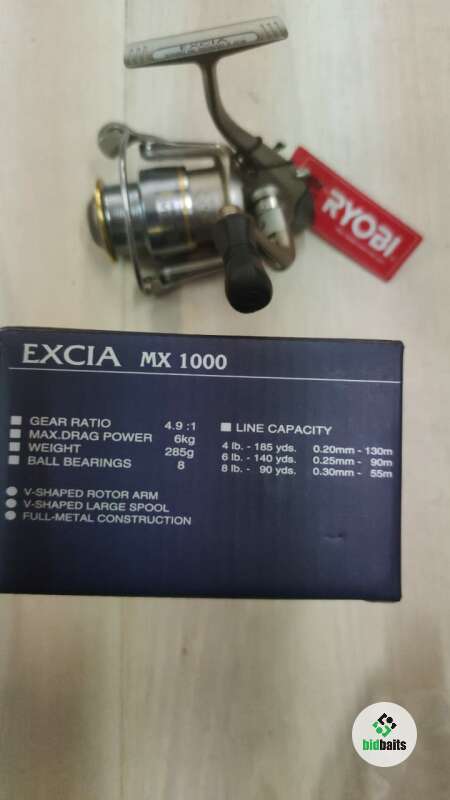 EXCIA
RYOBI
EXCIA MX 1000
GEAR RATIO 4.9 :1
MAX.DRAG POWER 6kg
WEIGHT 285g
BALL BEARINGS 8
LINE CAPACITY
4 lb. - 185 yds. 0.20mm - 130m
6 lb. - 140 yds. 0.25mm - 90m
8 lb. - 90 yds. 0.30mm - 55m
V-SHAPED ROTOR ARM
V-SHAPED LARGE SPOOL
FULL-METAL CONSTRUCTION
bidbaits